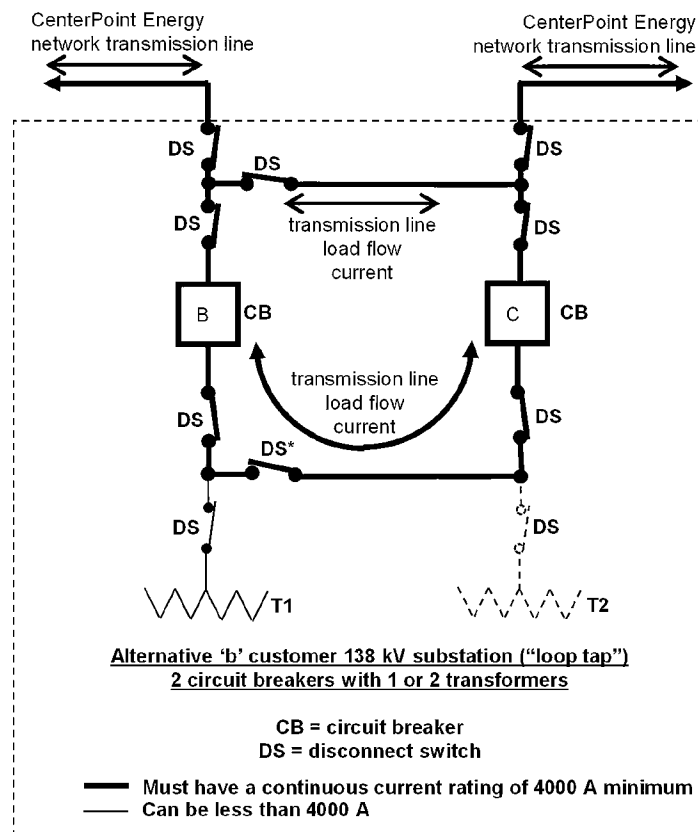 CenterPoint Energy
network transmission line
CenterPoint Energy
network transmission line
DS
DS
DS
DS
DS
transmission line
load flow
current
B
CB
C
CB
transmission line
load flow
current
DS
DS
DS*
DS
DS
T1
T2
Alternative ‘b’ customer 138 kV substation (“loop tap”)
2 circuit breakers with 1 or 2 transformers
CB = circuit breaker
DS = disconnect switch
Must have a continuous current rating of 4000 A minimum
Can be less than 4000 A